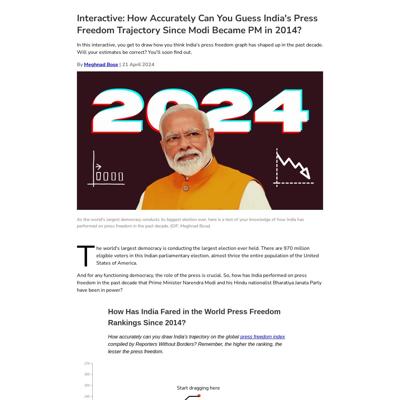 Interactive: How Accurately Can You Guess India's Press
Freedom Trajectory Since Modi Became PM in 2014?
In this interactive, you get to draw how you think India's press freedom graph has shaped up in the past decade.
Will your estimates be correct? You'll soon find out.
By Meghnad Bose | 21 April 2024
2024
As the world's largest democracy conducts its biggest election ever, here is a test of your knowledge of how India has
performed on press freedom in the past decade. (GIF: Meghnad Bose)
The world's largest democracy is conducting the largest election ever held. There are 970 million
eligible voters in this Indian parliamentary election, almost thrice the entire population of the United
States of America.
And for any functioning democracy, the role of the press is crucial. So, how has India performed on press
freedom in the past decade that Prime Minister Narendra Modi and his Hindu nationalist Bharatiya Janata Party
have been in power?
How Has India Fared in the World Press Freedom
Rankings Since 2014?
How accurately can you draw India's trajectory on the global press freedom index
compiled by Reporters Without Borders? Remember, the higher the ranking, the
lesser the press freedom.
Start dragging here